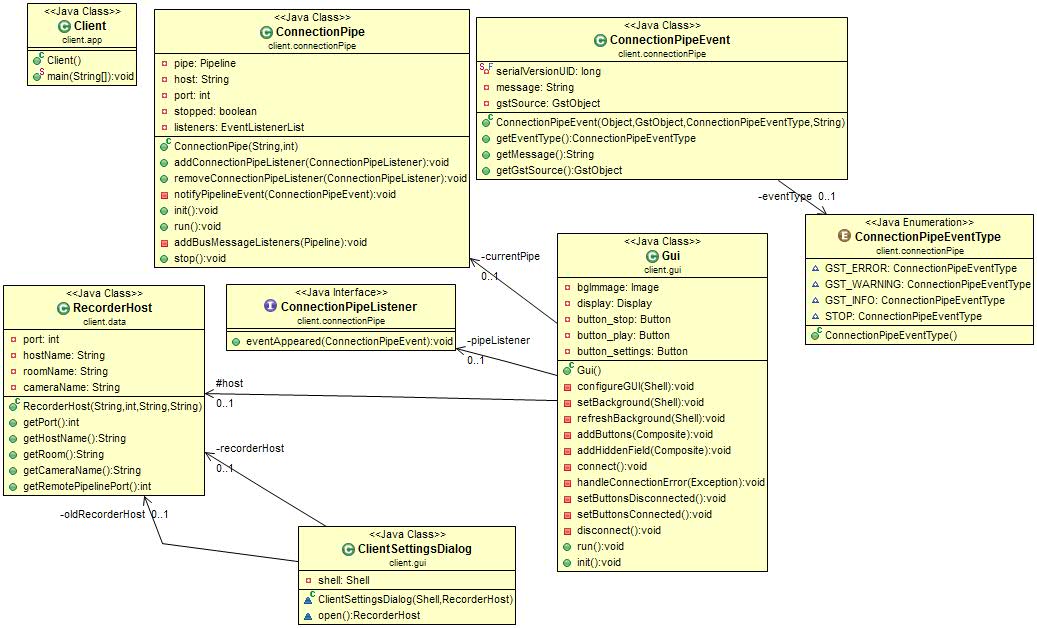 <<Java Class>>
Client
client.app
Client()
main(String[]):void
<<Java Class>>
ConnectionPipe
client.connectionPipe
pipe: Pipeline
host: String
port: int
stopped: boolean
listeners: EventListenerList
ConnectionPipe(String,int)
addConnectionPipeListener(ConnectionPipeListener):void
removeConnectionPipeListener(ConnectionPipeListener):void
notifyPipelineEvent(ConnectionPipeEvent):void
init():void
run():void
addBusMessageListeners(Pipeline):void
stop():void
<<Java Class>>
ConnectionPipeEvent
client.connectionPipe
serialVersionUID: long
message: String
gstSource: GstObject
ConnectionPipeEvent(Object,GstObject,ConnectionPipeEventType,String)
getEventType():ConnectionPipeEventType
getMessage():String
getGstSource():GstObject
-eventType 0..1
<<Java Enumeration>>
ConnectionPipeEventType
client.connectionPipe
GST_ERROR: ConnectionPipeEventType
GST_WARNING: ConnectionPipeEventType
GST_INFO: ConnectionPipeEventType
STOP: ConnectionPipeEventType
ConnectionPipeEventType()
<<Java Class>>
Gui
client.gui
bgImmage: Image
display: Display
button_stop: Button
button_play: Button
button_settings: Button
Gui()
configureGUI(Shell):void
setBackground(Shell):void
refreshBackground(Shell):void
addButtons(Composite):void
addHiddenField(Composite):void
connect():void
handleConnectionError(Exception):void
setButtonsDisconnected():void
setButtonsConnected():void
disconnect():void
run():void
init():void
-currentPipe
0..1
-pipeListener
0..1
<<Java Interface>>
ConnectionPipeListener
client.connectionPipe
eventAppeared(ConnectionPipeEvent):void
#host
0..1
<<Java Class>>
RecorderHost
client.data
port: int
hostName: String
roomName: String
cameraName: String
RecorderHost(String,int,String,String)
getPort():int
getHostName():String
getRoom():String
getCameraName():String
getRemotePipelinePort():int
-recorderHost
0..1
-oldRecorderHost 0..1
<<Java Class>>
ClientSettingsDialog
client.gui
shell: Shell
ClientSettingsDialog(Shell,RecorderHost)
open():RecorderHost